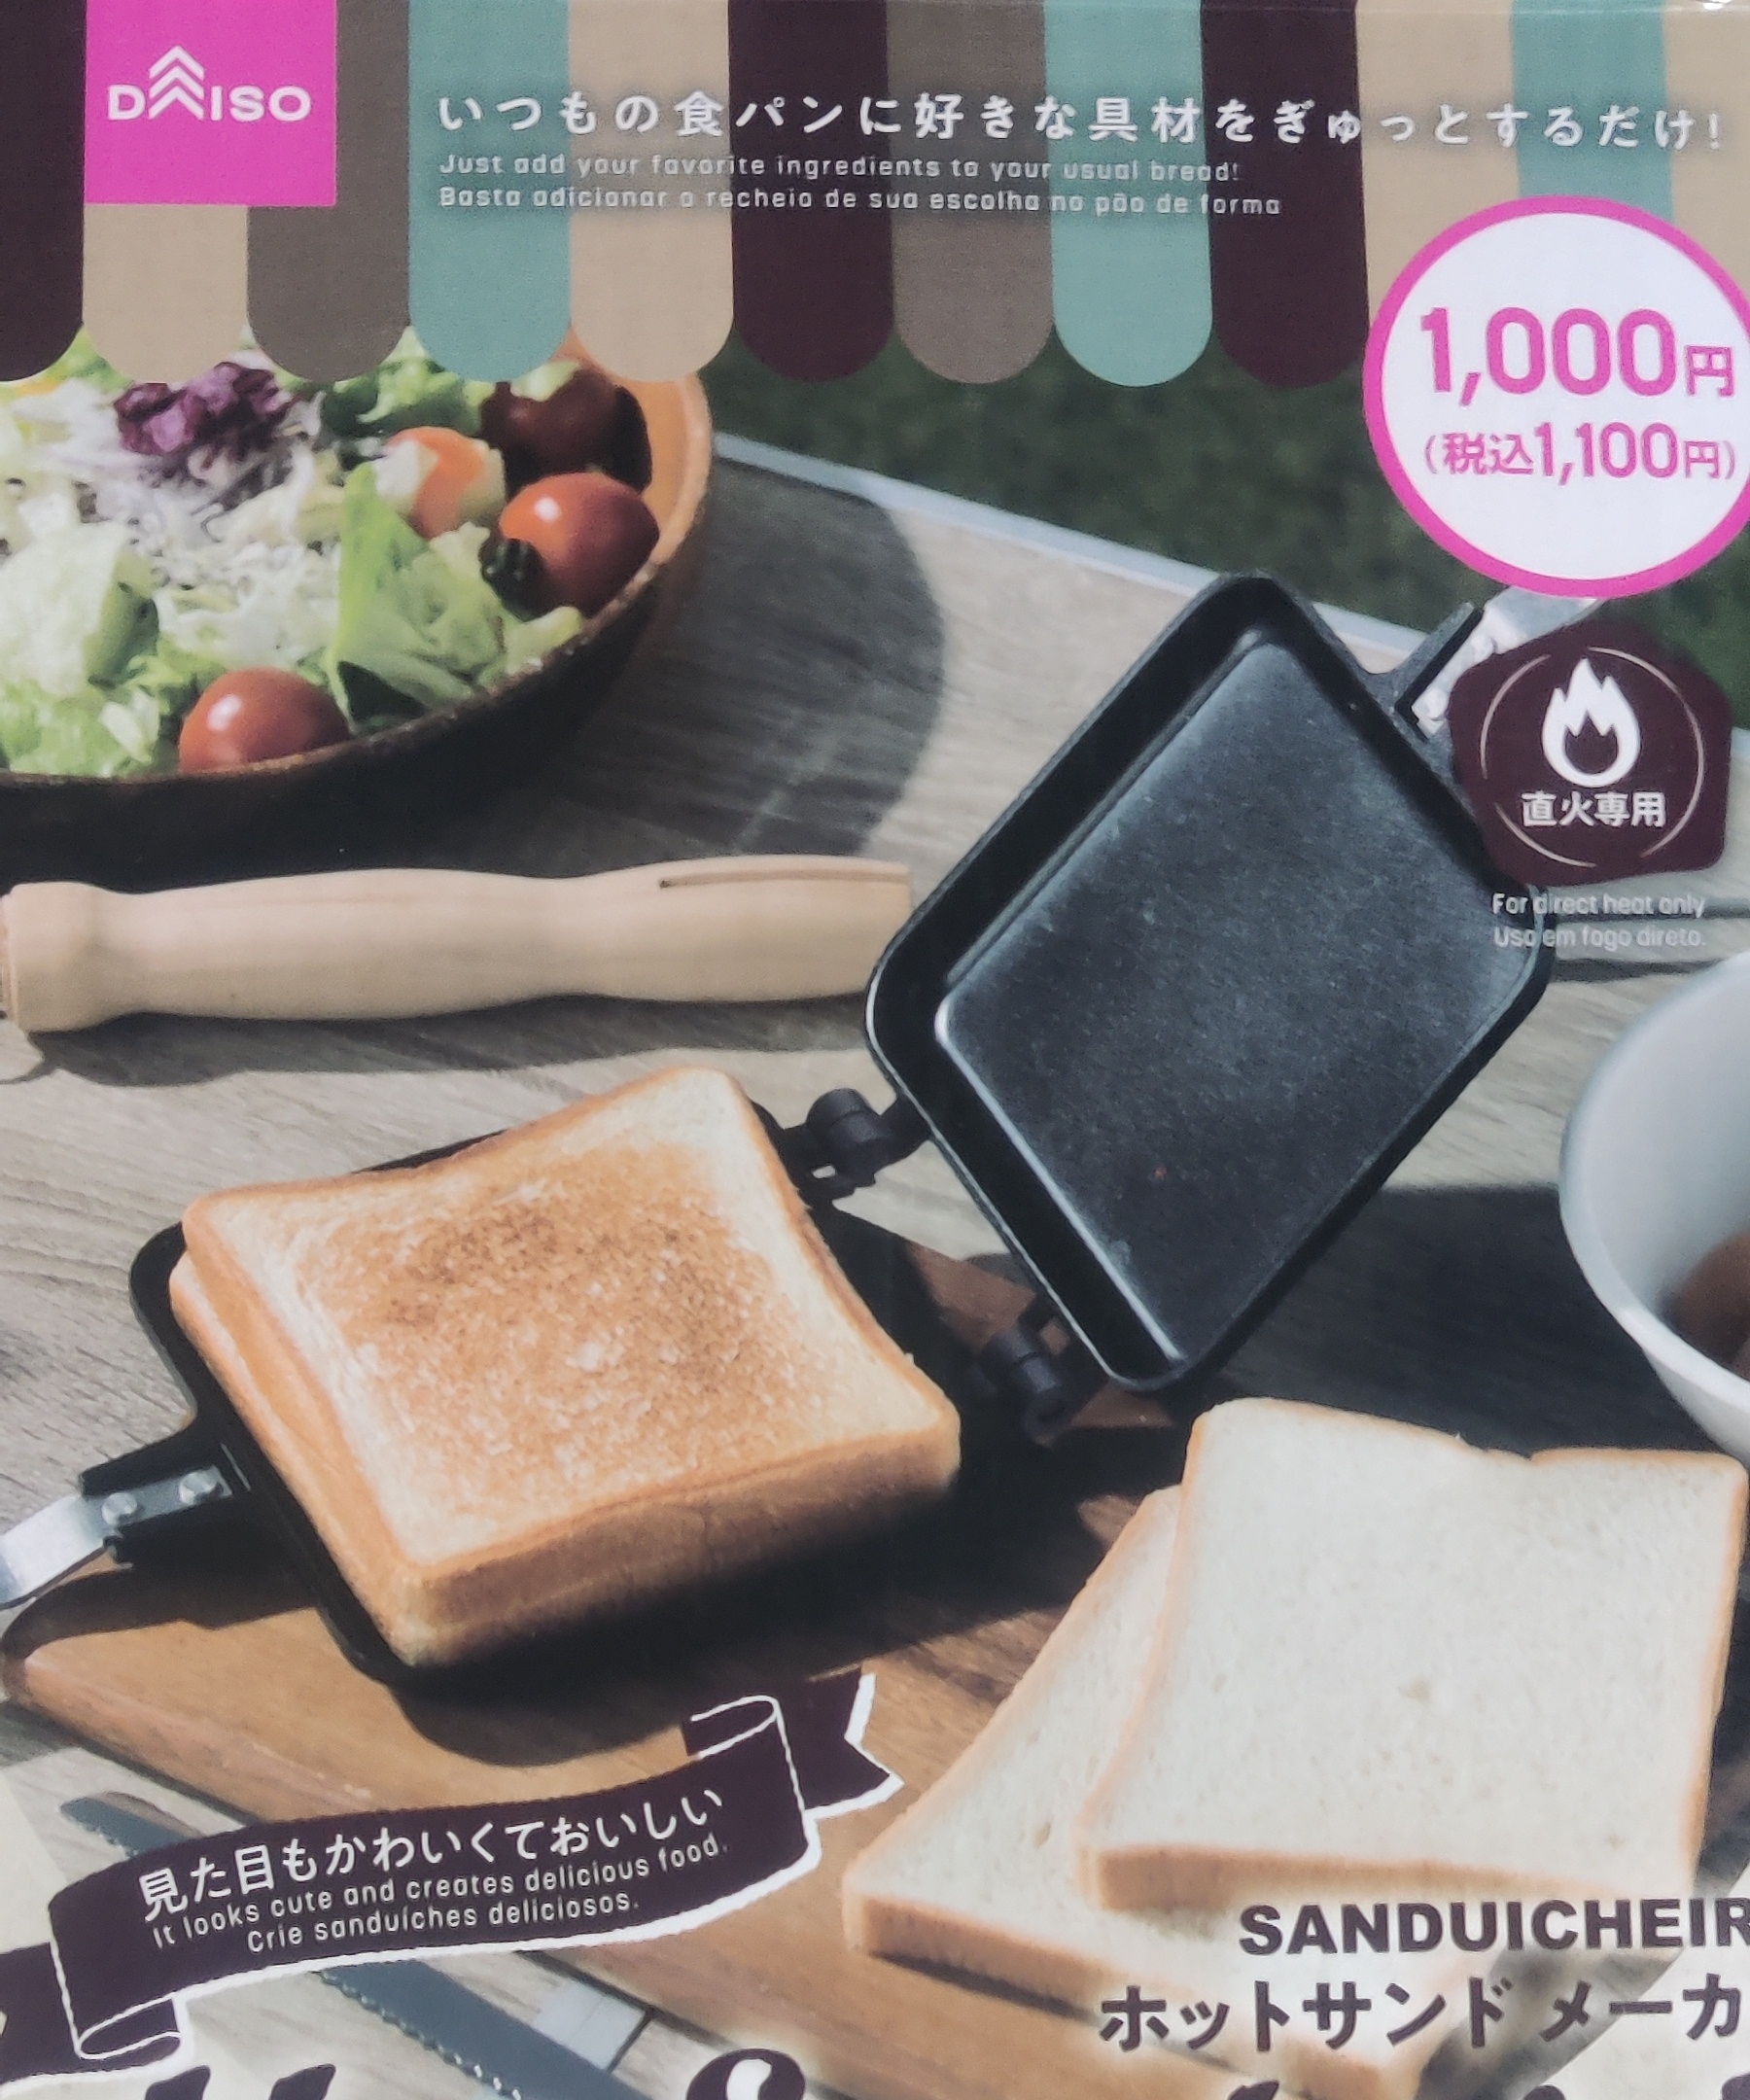 DAISO
いつもの食パンに好きな具材をぎゅっとするだけ!
Just add your favorite ingredients to your usual bread!
Basta adicionar o recheio de sua escolha no pão de forma
1,000円
(税込1,100円)
直火専用
For direct heat only
Uso em fogo direto.
見た目もかわいくておいしい
It looks cute and creates delicious food.
Crie sanduíches deliciosos.
SANDUICHEIR
ホットサンド メーカ